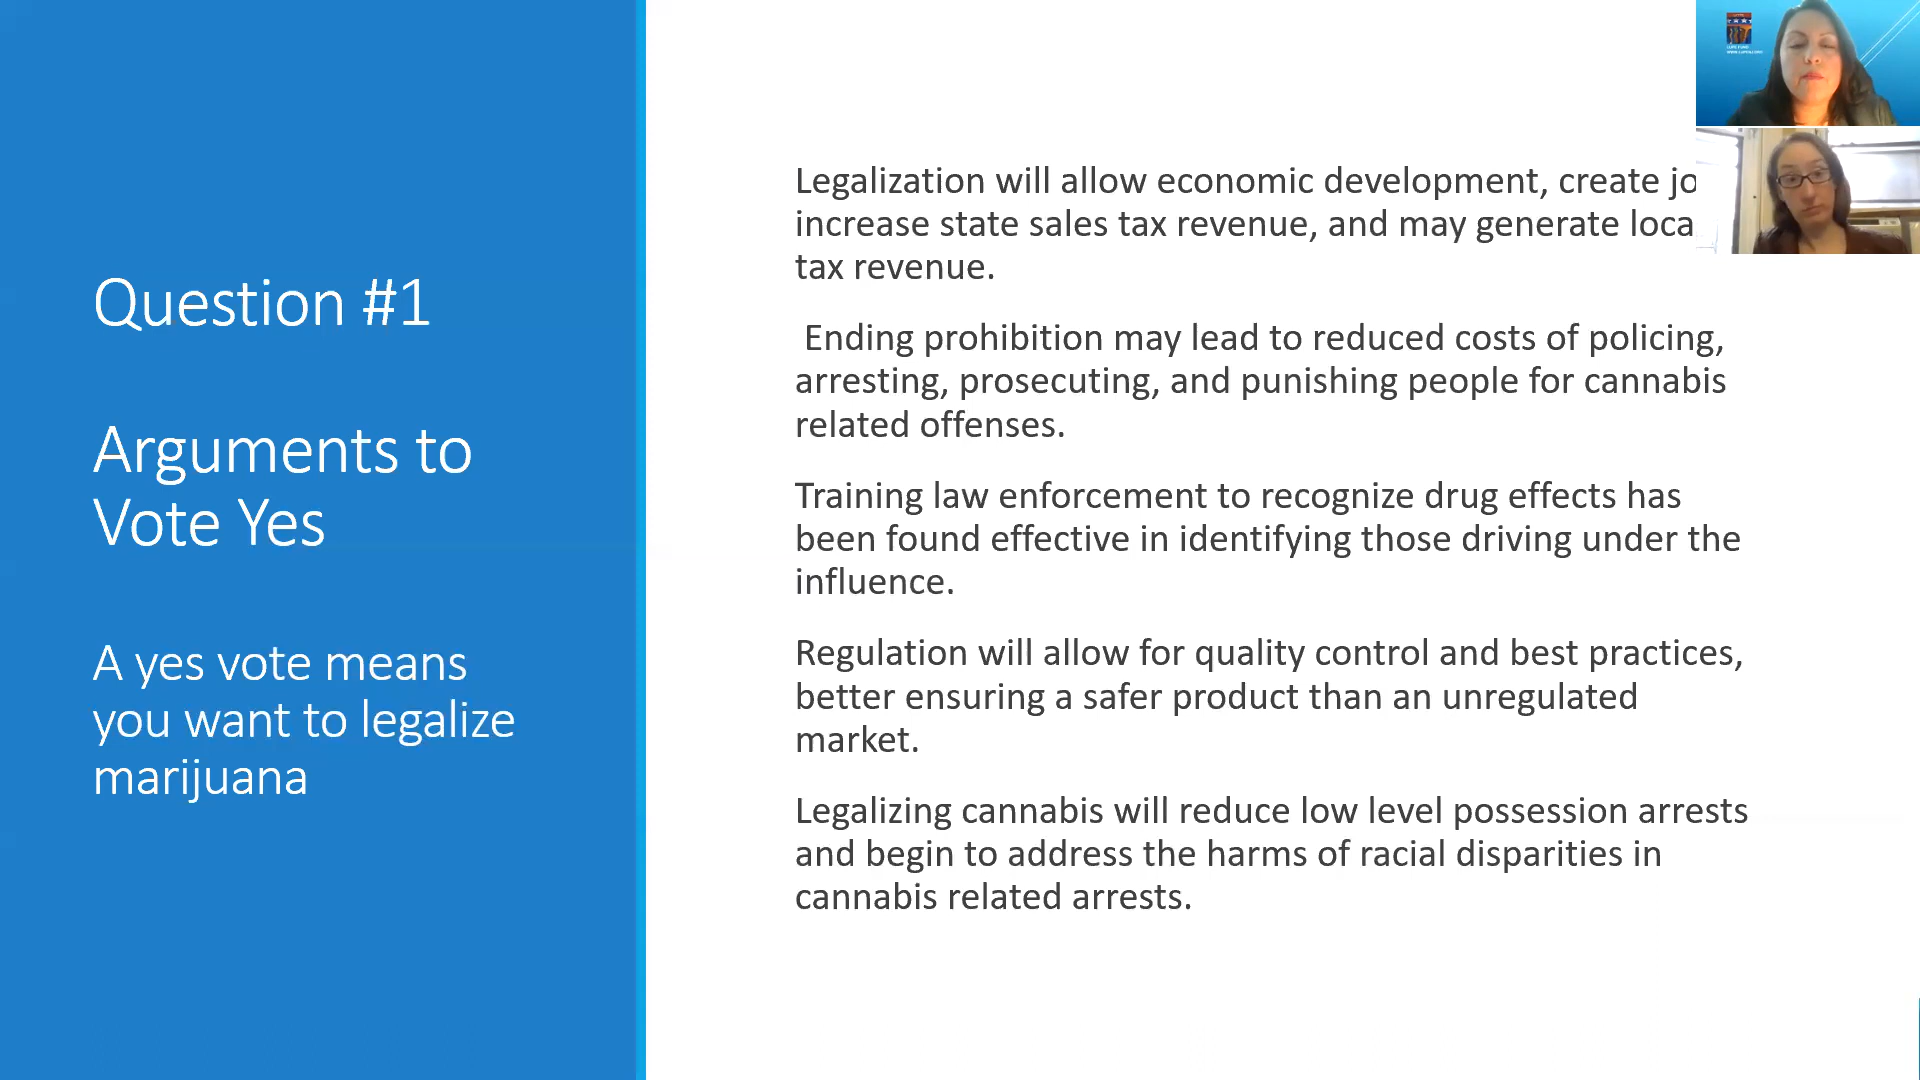 Question #1
Arguments to
Vote Yes
A yes vote means
you want to legalize
marijuana
Legalization will allow economic development, create jo
increase state sales tax revenue, and may generate loca
tax revenue.
Ending prohibition may lead to reduced costs of policing,
arresting, prosecuting, and punishing people for cannabis
related offenses.
Training law enforcement to recognize drug effects has
been found effective in identifying those driving under the
influence.
Regulation will allow for quality control and best practices,
better ensuring a safer product than an unregulated
market.
Legalizing cannabis will reduce low level possession arrests
and begin to address the harms of racial disparities in
cannabis related arrests.
LUPE FUND